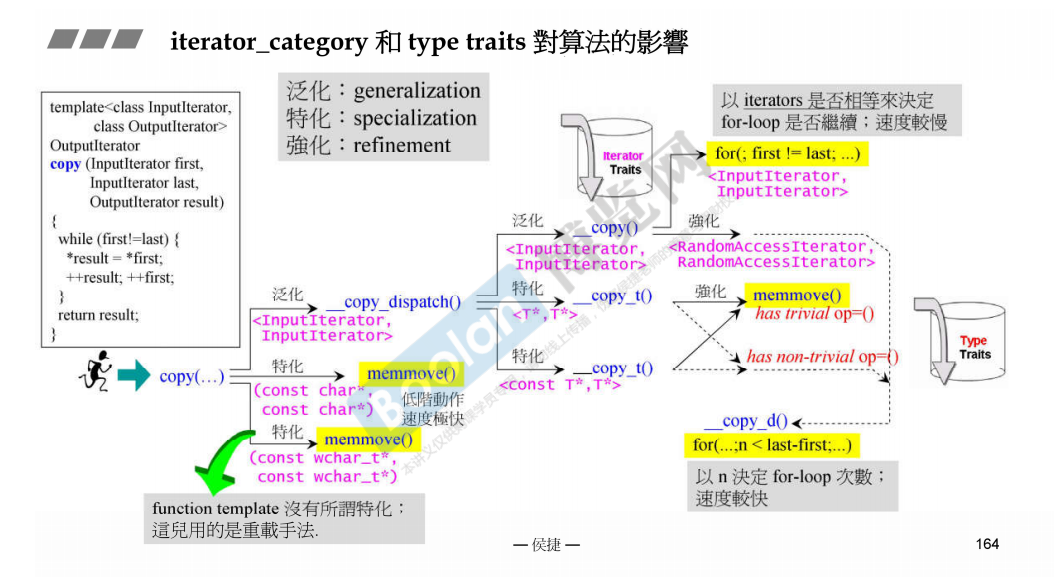 iterator_category 和 type traits 對算法的影響
template<class InputIterator,
class OutputIterator>
OutputIterator
copy (InputIterator first,
InputIterator last,
OutputIterator result)
{
while (first!=last) {
*result = *first;
++result; ++first;
}
return result;
}
泛化：generalization
特化：specialization
強化：refinement
Iterator
Traits
以 iterators 是否相等來決定
for-loop 是否繼續；速度較慢
for(; first != last; ...)
<InputIterator,
InputIterator>
泛化
__copy()
<InputIterator,
InputIterator>
強化
<RandomAccessIterator,
RandomAccessIterator>
泛化
__copy_dispatch()
<InputIterator,
InputIterator>
特化
__copy_t()
<T*,T*>
強化
memmove()
has trivial op=()
has non-trivial op=()
Type
Traits
特化
__copy_t()
<const T*,T*>
copy(…)
特化
memmove()
(const char*,
const char*)
低階動作
速度極快
特化
memmove()
(const wchar_t*,
const wchar_t*)
__copy_d()
for(...;n < last-first;...)
以 n 決定 for-loop 次數；
速度較快
function template 沒有所謂特化；
這兒用的是重載手法.
Boolan 博览网
— 侯捷 —
164